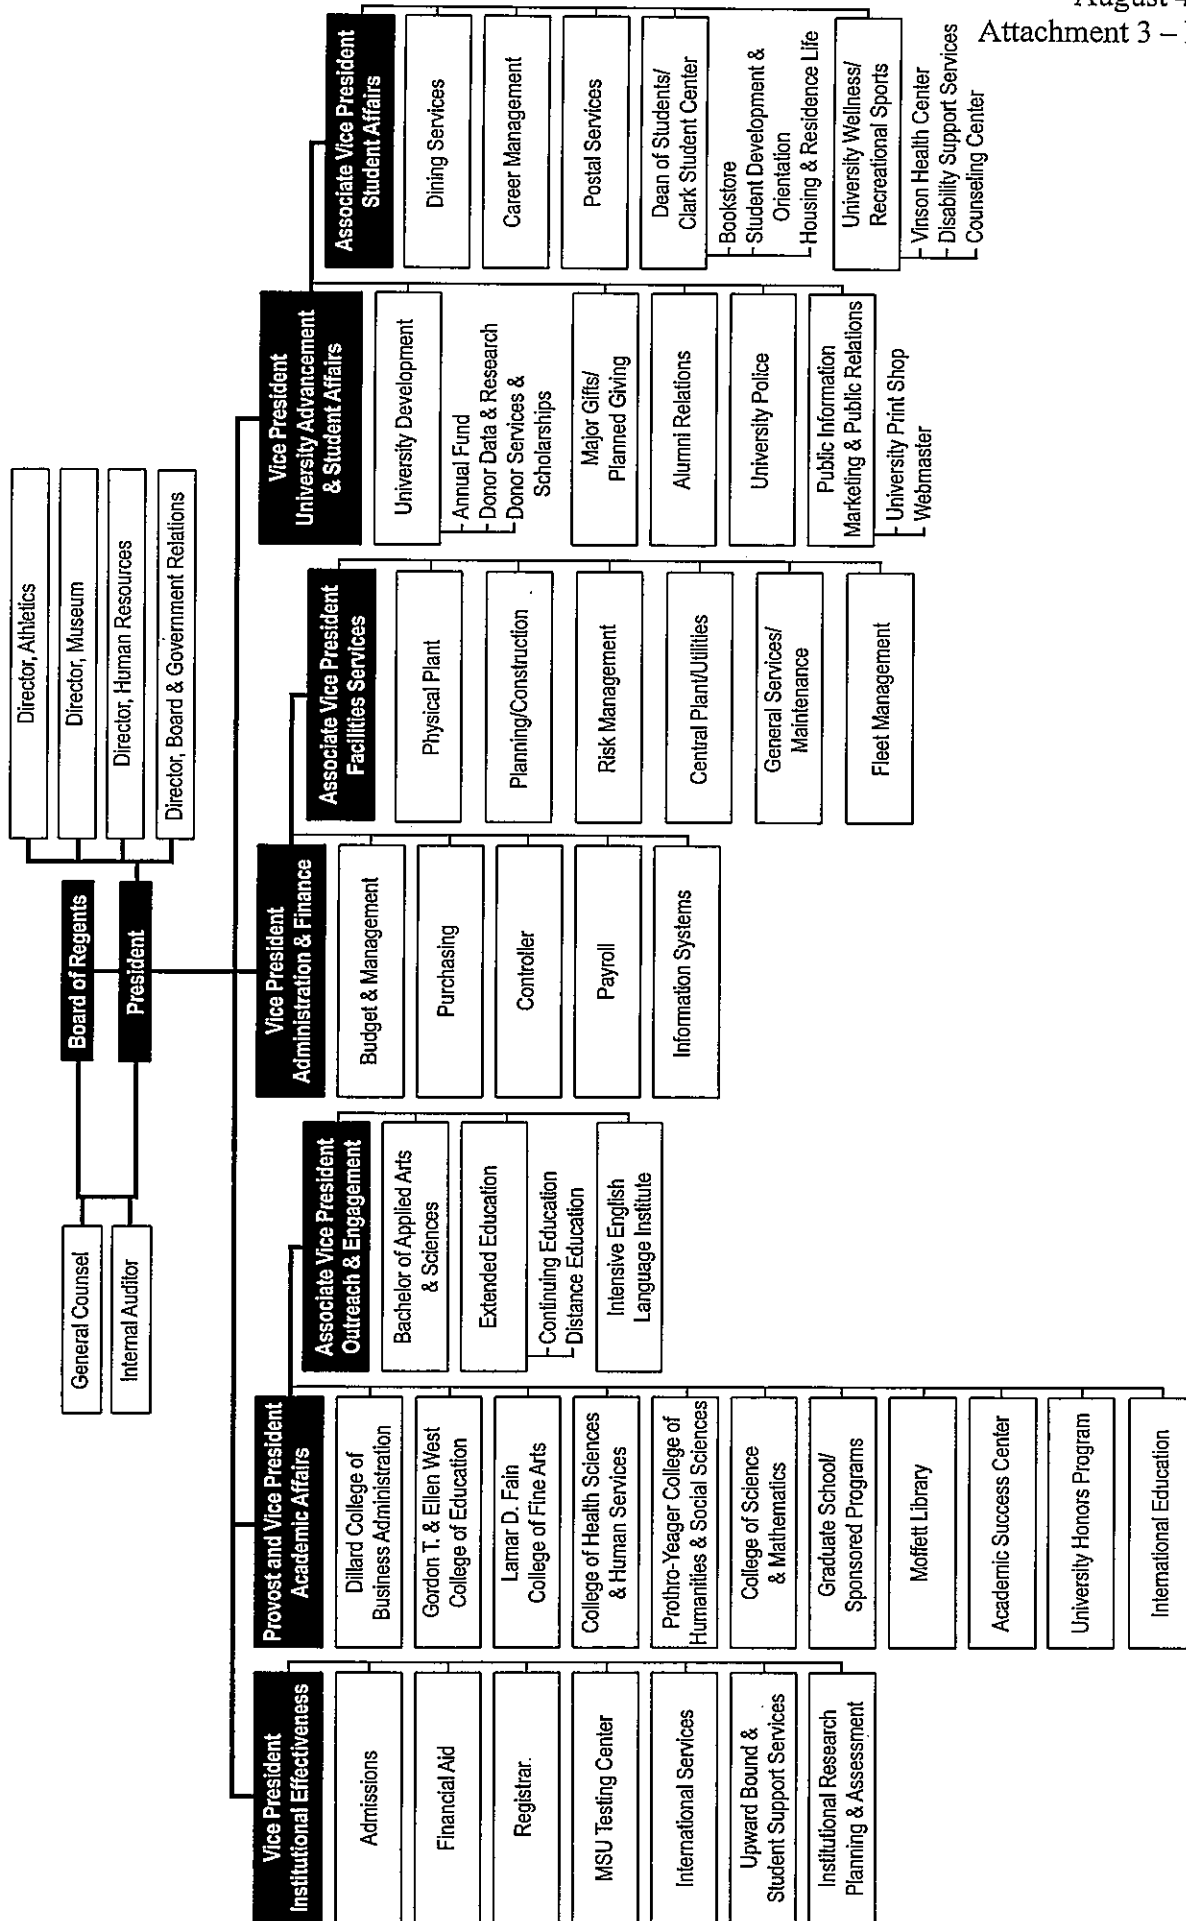 August 4
Attachment 3 –
Board of Regents
President
General Counsel
Internal Auditor
Director, Athletics
Director, Museum
Director, Human Resources
Director, Board & Government Relations
Vice President
Institutional Effectiveness
Admissions
Financial Aid
Registrar.
MSU Testing Center
International Services
Upward Bound &
Student Support Services
Institutional Research
Planning & Assessment
Provost and Vice President
Academic Affairs
Dillard College of
Business Administration
Gordon T. & Ellen West
College of Education
Lamar D. Fain
College of Fine Arts
College of Health Sciences
& Human Services
Prothro-Yeager College of
Humanities & Social Sciences
College of Science
& Mathematics
Graduate School/
Sponsored Programs
Moffett Library
Academic Success Center
University Honors Program
International Education
Associate Vice President
Outreach & Engagement
Bachelor of Applied Arts
& Sciences
Extended Education
Continuing Education
Distance Education
Intensive English
Language Institute
Vice President
Administration & Finance
Budget & Management
Purchasing
Controller
Payroll
Information Systems
Associate Vice President
Facilities Services
Physical Plant
Planning/Construction
Risk Management
Central Plant/Utilities
General Services/
Maintenance
Fleet Management
Vice President
University Advancement
& Student Affairs
University Development
Annual Fund
Donor Data & Research
Donor Services &
Scholarships
Major Gifts/
Planned Giving
Alumni Relations
University Police
Public Information
Marketing & Public Relations
University Print Shop
Webmaster
Associate Vice President
Student Affairs
Dining Services
Career Management
Postal Services
Dean of Students/
Clark Student Center
Bookstore
Student Development &
Orientation
Housing & Residence Life
University Wellness/
Recreational Sports
Vinson Health Center
Disability Support Services
Counseling Center